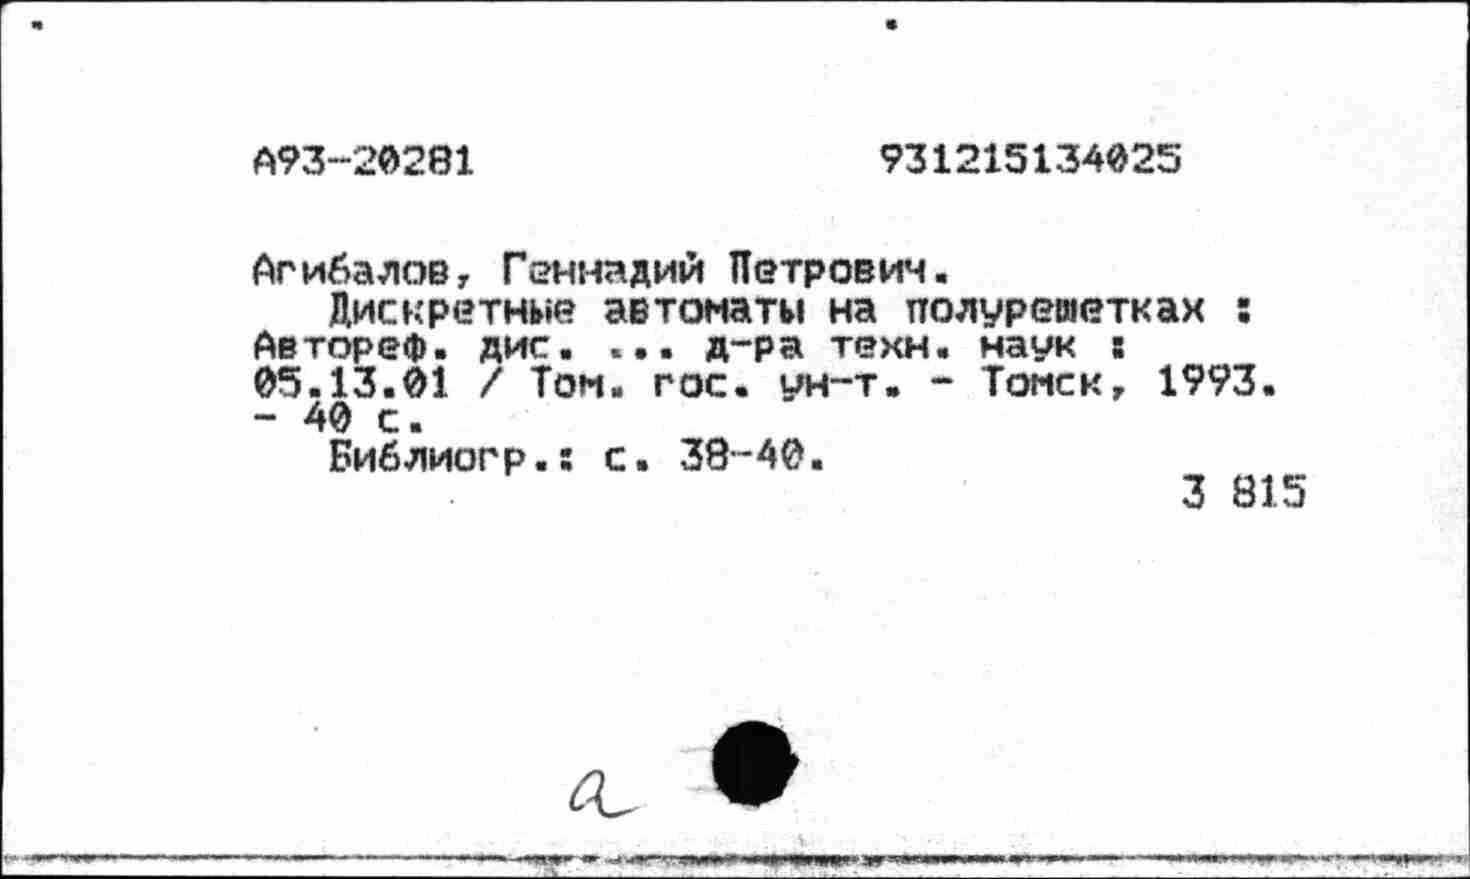 А93-20281 931215134025
Агибалов, Геннадий Петрович.
Дискретные автоматы на полурешетках :
Автореф. дис. ... д-ра техн. наук :
05.13.01 / Том. гос. ун-т. - Томск, 1993.
- 40 с.
Библиогр.: с. 38-40.
3 815
а